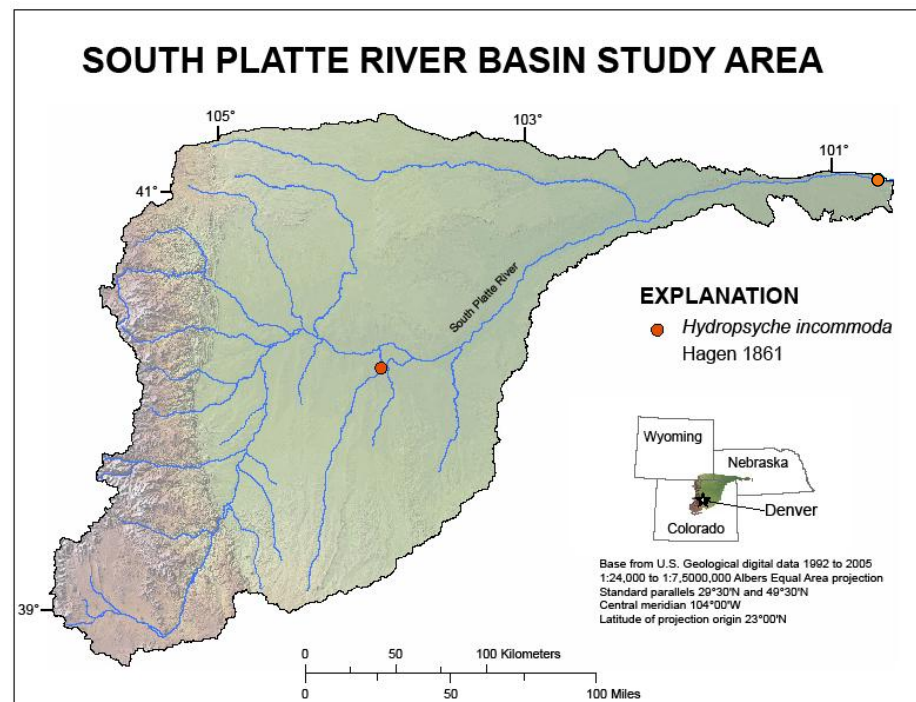 SOUTH PLATTE RIVER BASIN STUDY AREA
105°
103°
101°
41°
South Platte River
EXPLANATION
Hydropsyche incommoda
Hagen 1861
Wyoming
Nebraska
Denver
Colorado
Base from U.S. Geological digital data 1992 to 2005
1:24,000 to 1:7,5000,000 Albers Equal Area projection
Standard parallels 29°30'N and 49°30'N
Central meridian 104°00'W
Latitude of projection origin 23°00'N
39°
0 50 100 Kilometers
0 50 100 Miles